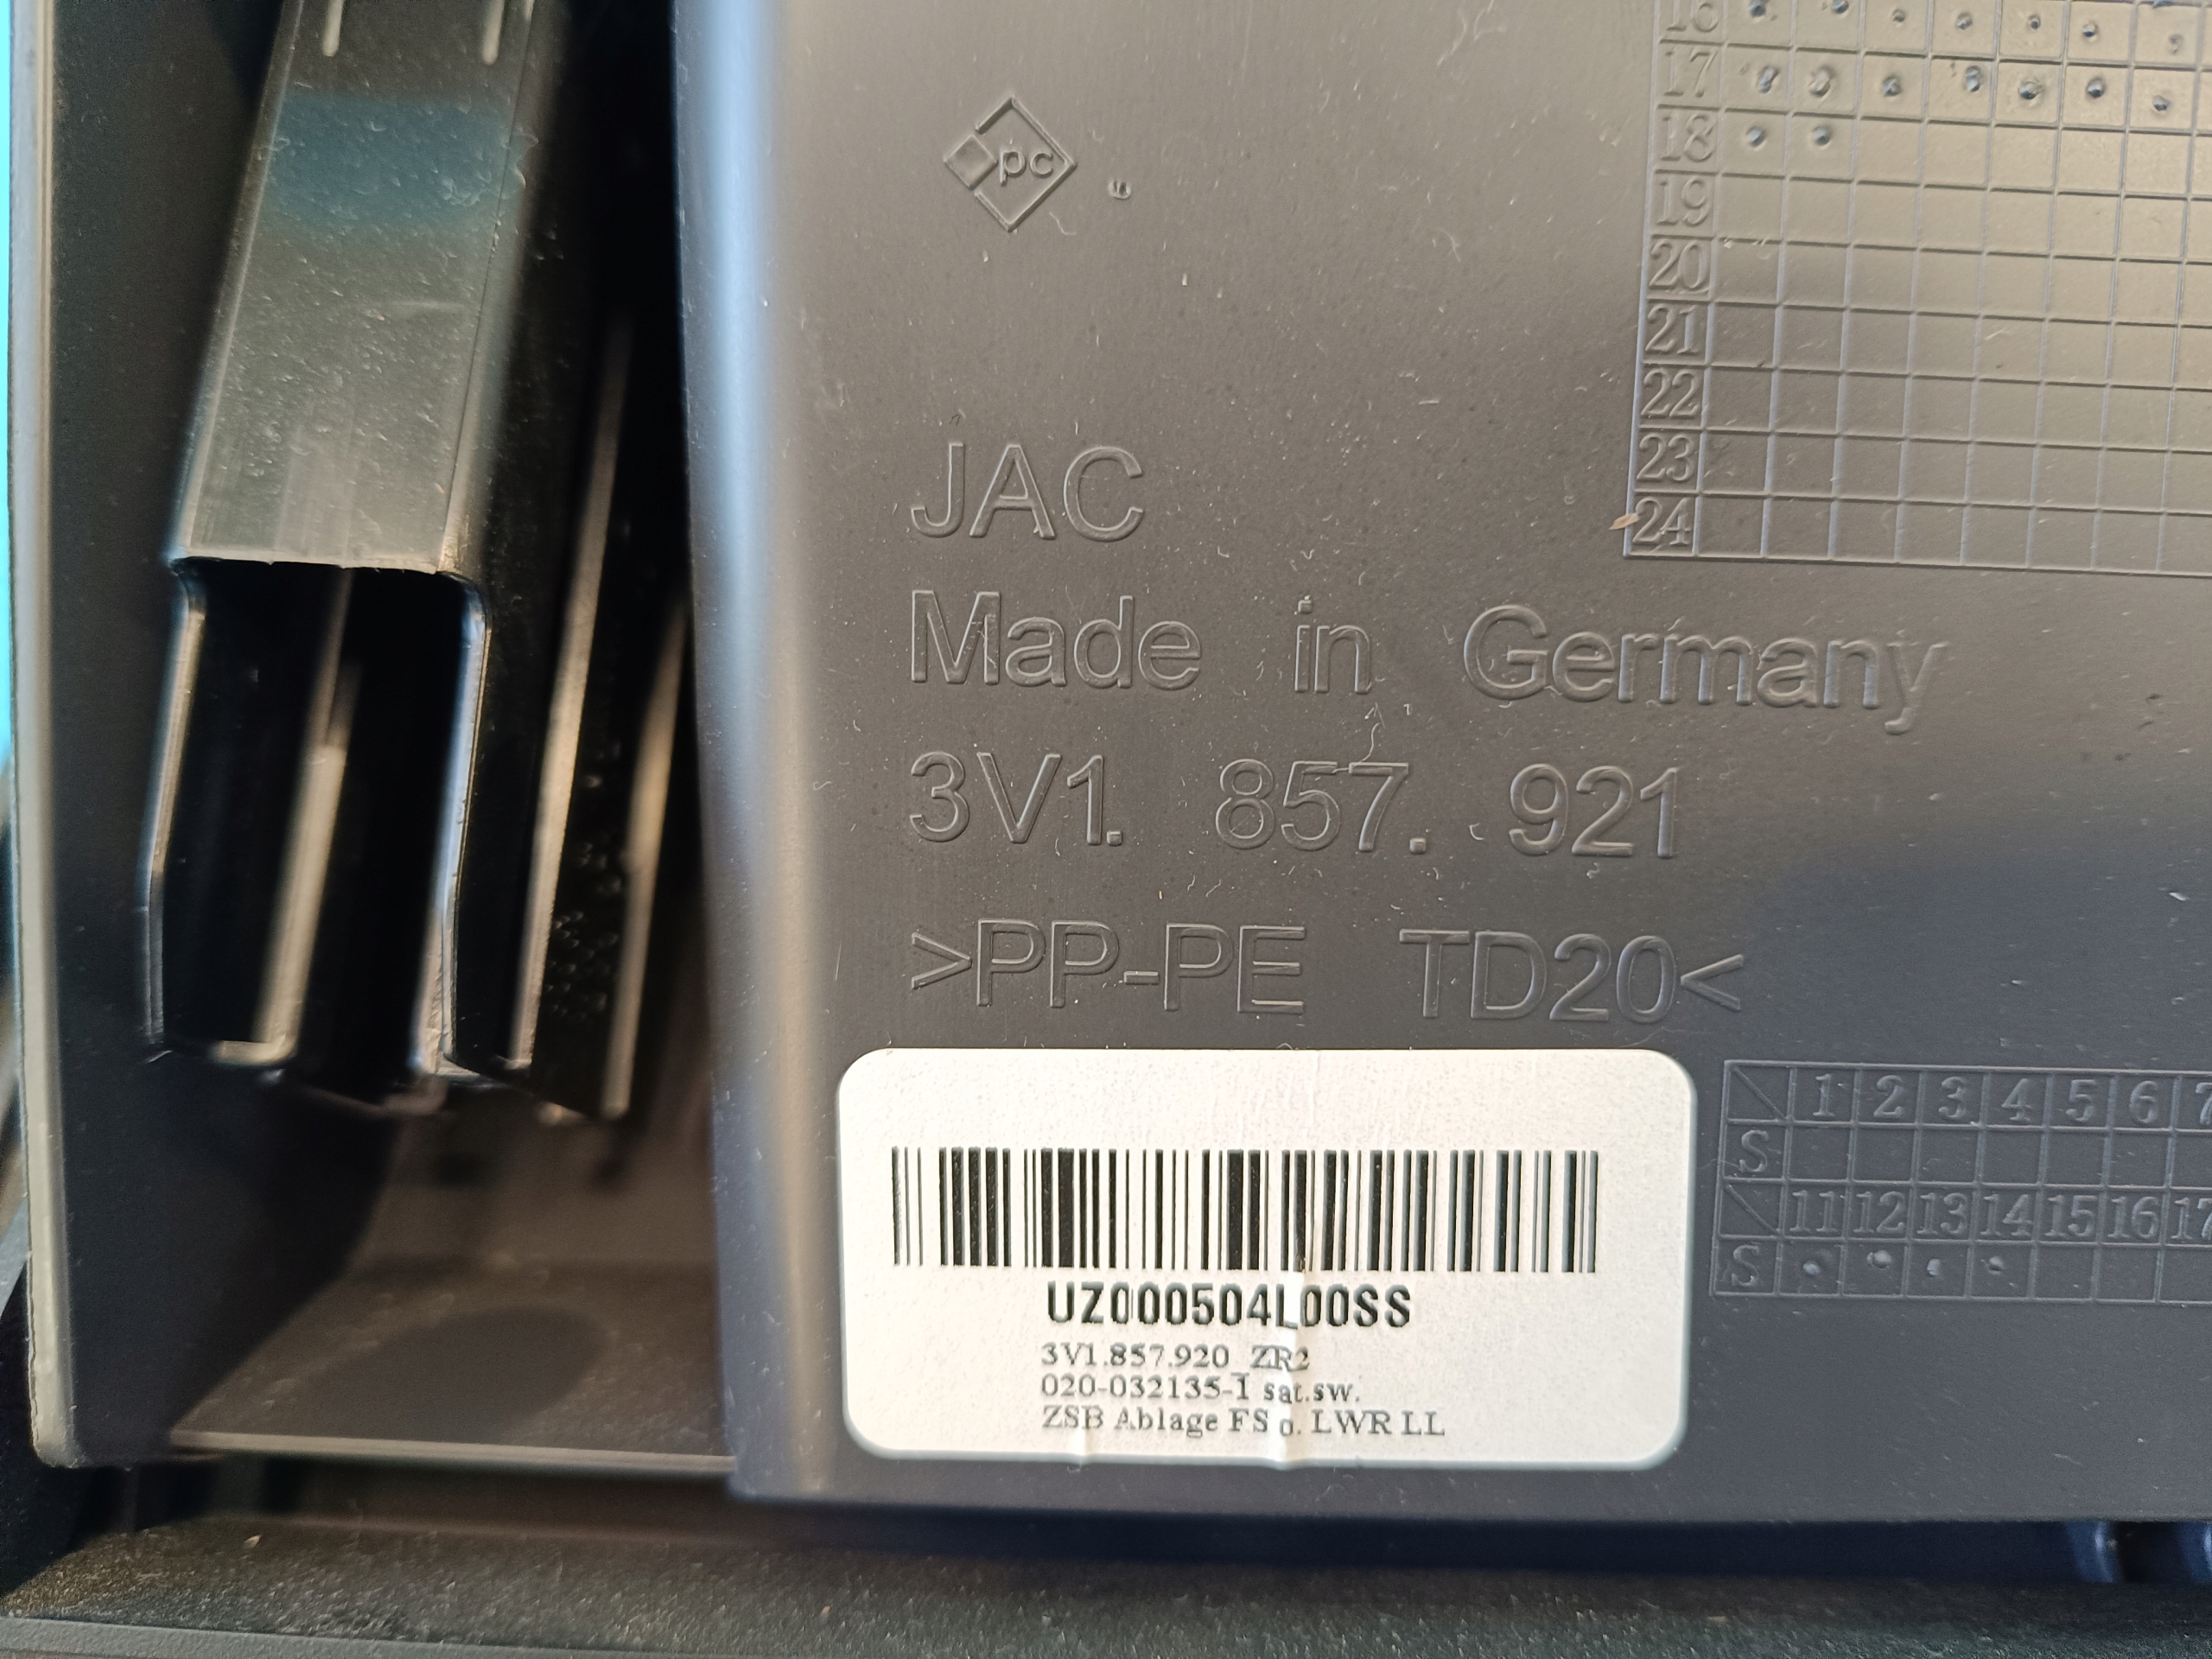 16
17
18
19
20
21
22
23
24
pc
JAC
Made in Germany
3V1. 857. 921
>PP-PE TD20<
1 2 3 4 5 6 7
S
11 12 13 14 15 16 17
S
UZ000504L00SS
3V1.857.920 ZR2
020-032135-1 sat.sw.
ZSB Ablage FS o. LWR LL